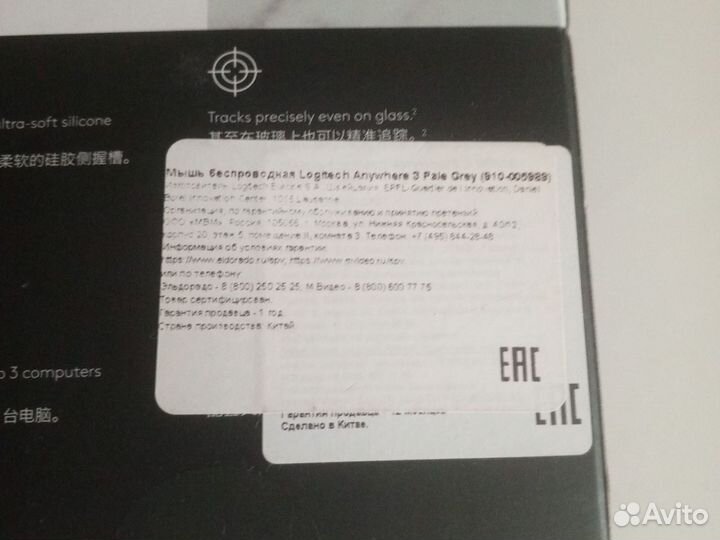 ltra-soft silicone
柔软的硅胶侧握槽。
Tracks precisely even on glass.²
甚至在玻璃上也可以精准追踪。²
Мышь беспроводная Logitech Anywhere 3 Pale Grey (910-005989)
Изготовитель: Logitech Europe S.A., Швейцария, EPFL-Quartier de l'Innovation, Daniel
Borel Innovation Center, 1015 Lausanne
Организация, по гарантийному обслуживанию и принятию претензий:
ООО «МВМ», Россия, 105066, г. Москва, ул. Нижняя Красносельская, д. 40/12,
корпус 20, этаж 5, помещение II, комната 3. Телефон: +7 (495) 644-28-48
Информация об условиях гарантии:
https://www.eldorado.ru/spv, https://www.mvideo.ru/spv
или по телефону
Эльдорадо - 8 (800) 250 25 25, М.Видео - 8 (800) 600 77 75
Товар сертифицирован.
Гарантия продавца - 1 год.
Страна производства: Китай
EAC
o 3 computers
台电脑。
Гарантия продавца - 12 месяцев
Сделано в Китае.
EAC
Avito